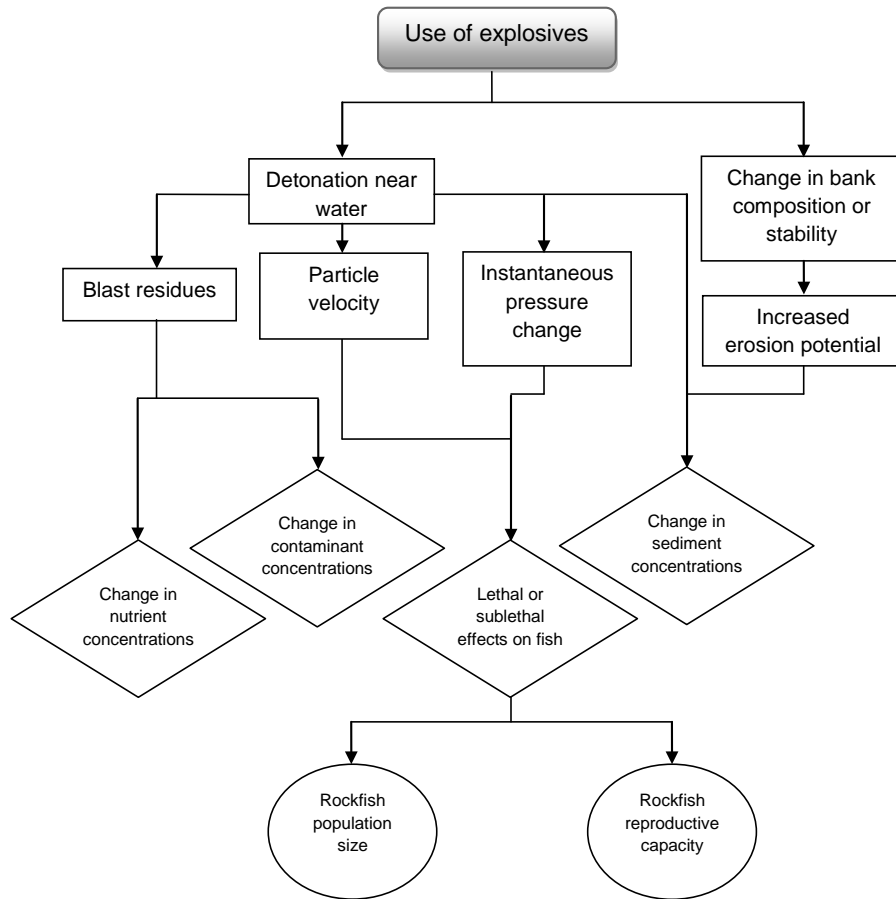 Use of explosives
Detonation near
water
Change in bank
composition or
stability
Blast residues
Particle
velocity
Instantaneous
pressure
change
Increased
erosion potential
Change in
contaminant
concentrations
Change in
sediment
concentrations
Change in
nutrient
concentrations
Lethal or
sublethal
effects on fish
Rockfish
population
size
Rockfish
reproductive
capacity